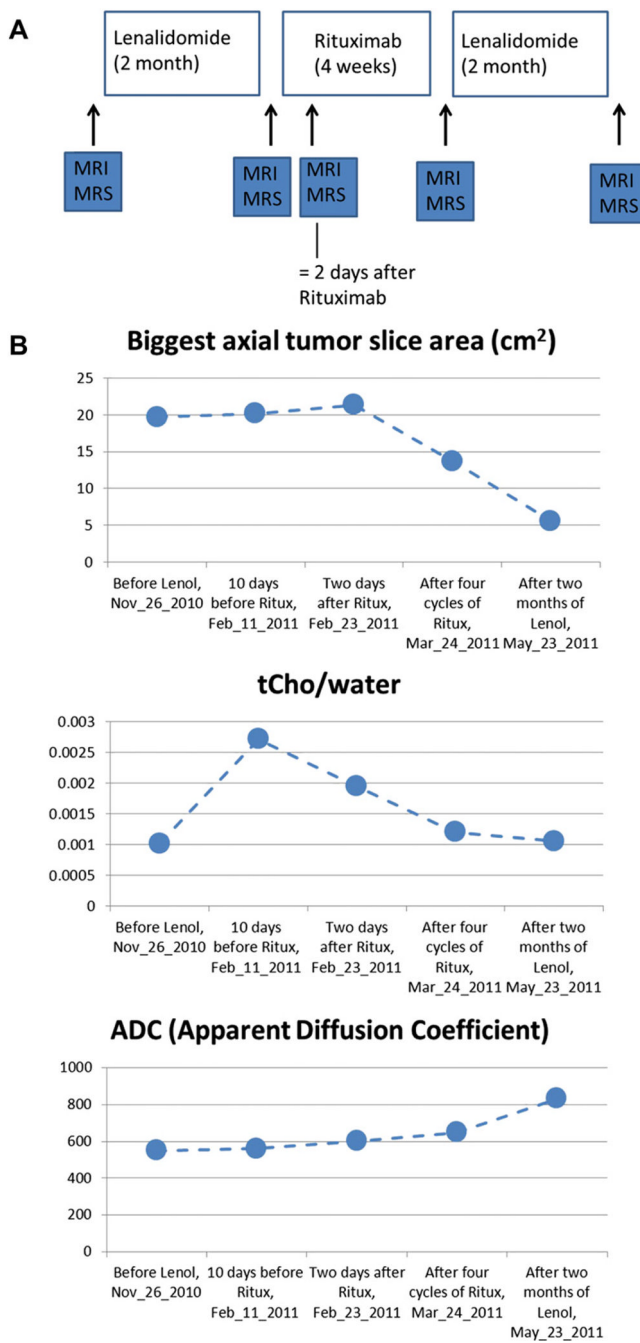 A
Lenalidomide
(2 month)
Rituximab
(4 weeks)
Lenalidomide
(2 month)
MRI
MRS
MRI
MRS
MRI
MRS
MRI
MRS
MRI
MRS
= 2 days after
Rituximab
B
Biggest axial tumor slice area (cm²)
25
20
15
10
5
0
Before Lenol,
Nov_26_2010
10 days
before Ritux,
Feb_11_2011
Two days
after Ritux,
Feb_23_2011
After four
cycles of
Ritux,
Mar_24_2011
After two
months of
Lenol,
May_23_2011
tCho/water
0.003
0.0025
0.002
0.0015
0.001
0.0005
0
Before Lenol,
Nov_26_2010
10 days
before Ritux,
Feb_11_2011
Two days
after Ritux,
Feb_23_2011
After four
cycles of
Ritux,
Mar_24_2011
After two
months of
Lenol,
May_23_2011
ADC (Apparent Diffusion Coefficient)
1000
800
600
400
200
0
Before Lenol,
Nov_26_2010
10 days before
Ritux,
Feb_11_2011
Two days after
Ritux,
Feb_23_2011
After four
cycles of Ritux,
Mar_24_2011
After two
months of
Lenol,
May_23_2011